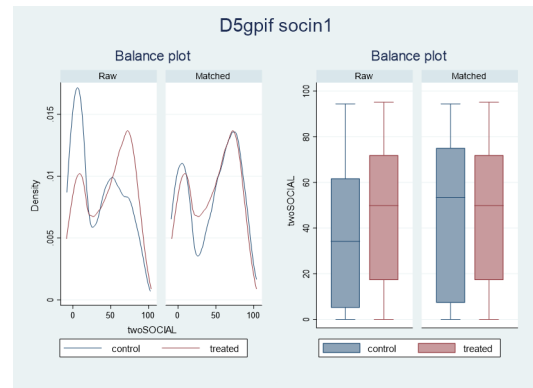 D5gpif socin1
Balance plot
Raw Matched
Density
0 .005 .01 .015
0 50 100 0 50 100
twoSOCIAL
control treated
Balance plot
Raw Matched
twoSOCIAL
0 20 40 60 80 100
control treated